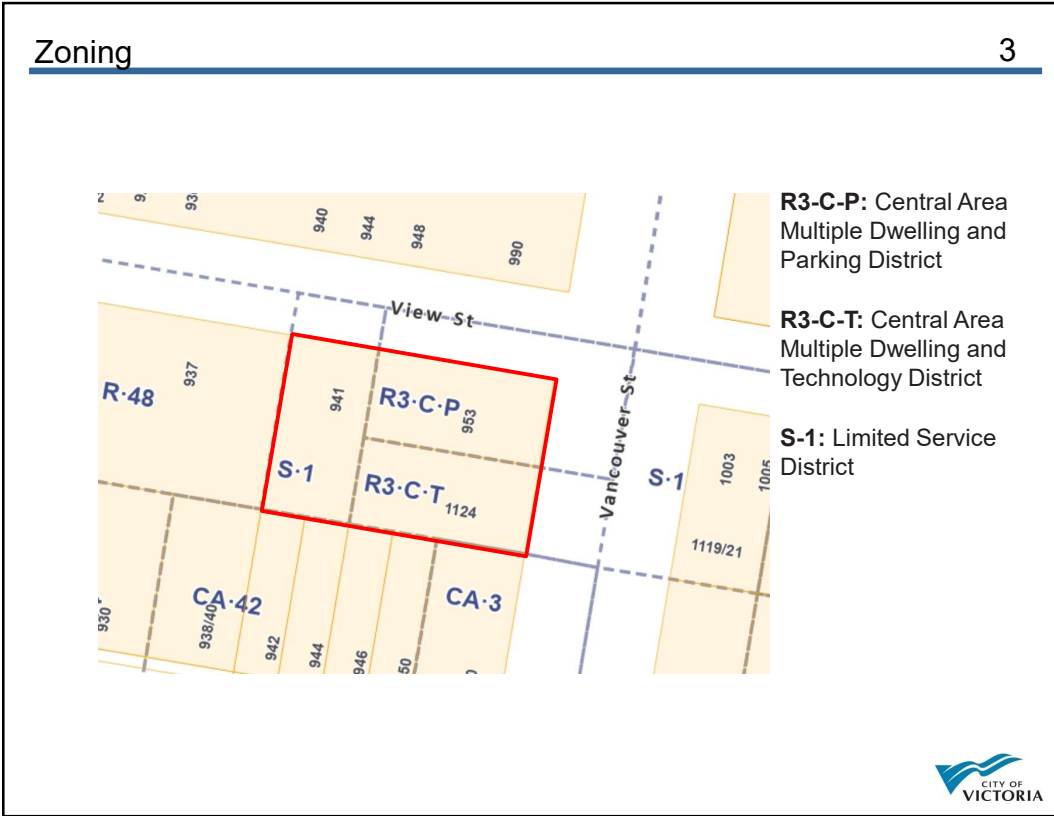 Zoning
3
940
944
948
990
View St
Vancouver St
R-48
937
941
R3-C-P
953
S-1
R3-C-T
1124
S-1
1003
1005
1119/21
CA-42
CA-3
930
938/40
942
944
946
R3-C-P: Central Area
Multiple Dwelling and
Parking District
R3-C-T: Central Area
Multiple Dwelling and
Technology District
S-1: Limited Service
District
CITY OF
VICTORIA